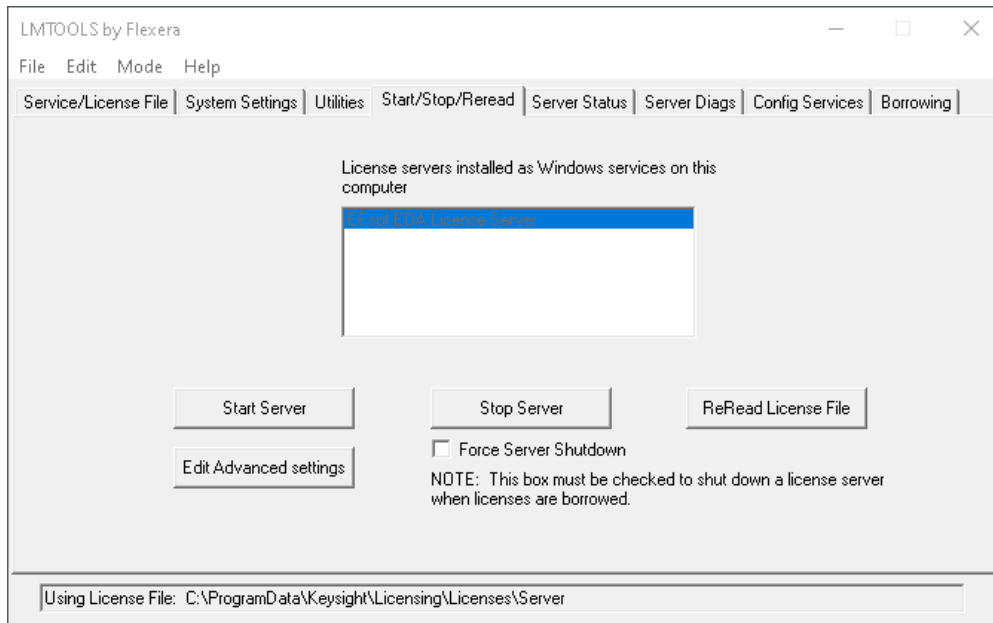 LMTOOLS by Flexera
File Edit Mode Help
Service/License File System Settings Utilities Start/Stop/Reread Server Status Server Diags Config Services Borrowing
License servers installed as Windows services on this
computer
EEsof EDA License Server
Start Server Stop Server ReRead License File
Force Server Shutdown
Edit Advanced settings
NOTE: This box must be checked to shut down a license server
when licenses are borrowed.
Using License File: C:\ProgramData\Keysight\Licensing\Licenses\Server